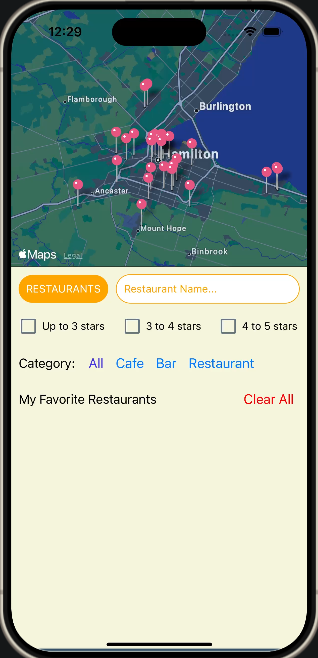 12:29
Flamborough
Burlington
Hamilton
Ancaster
Mount Hope
Binbrook
Maps Legal
RESTAURANTS Restaurant Name...
Up to 3 stars 3 to 4 stars 4 to 5 stars
Category: All Cafe Bar Restaurant
My Favorite Restaurants Clear All